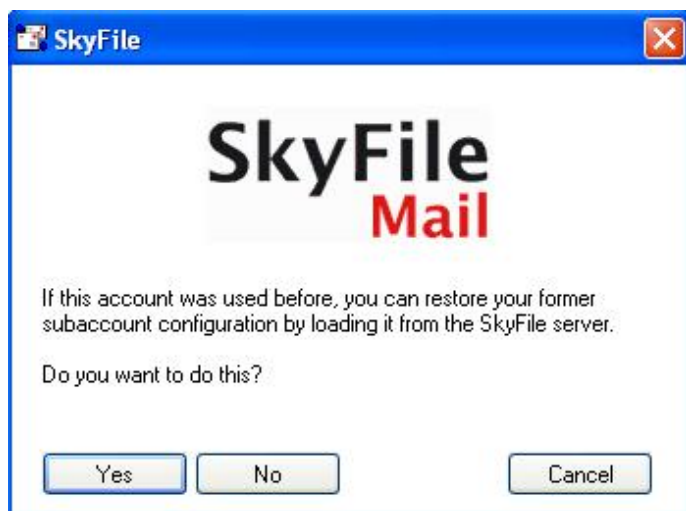 SkyFile
SkyFile
Mail
If this account was used before, you can restore your former
subaccount configuration by loading it from the SkyFile server.
Do you want to do this?
Yes
No
Cancel